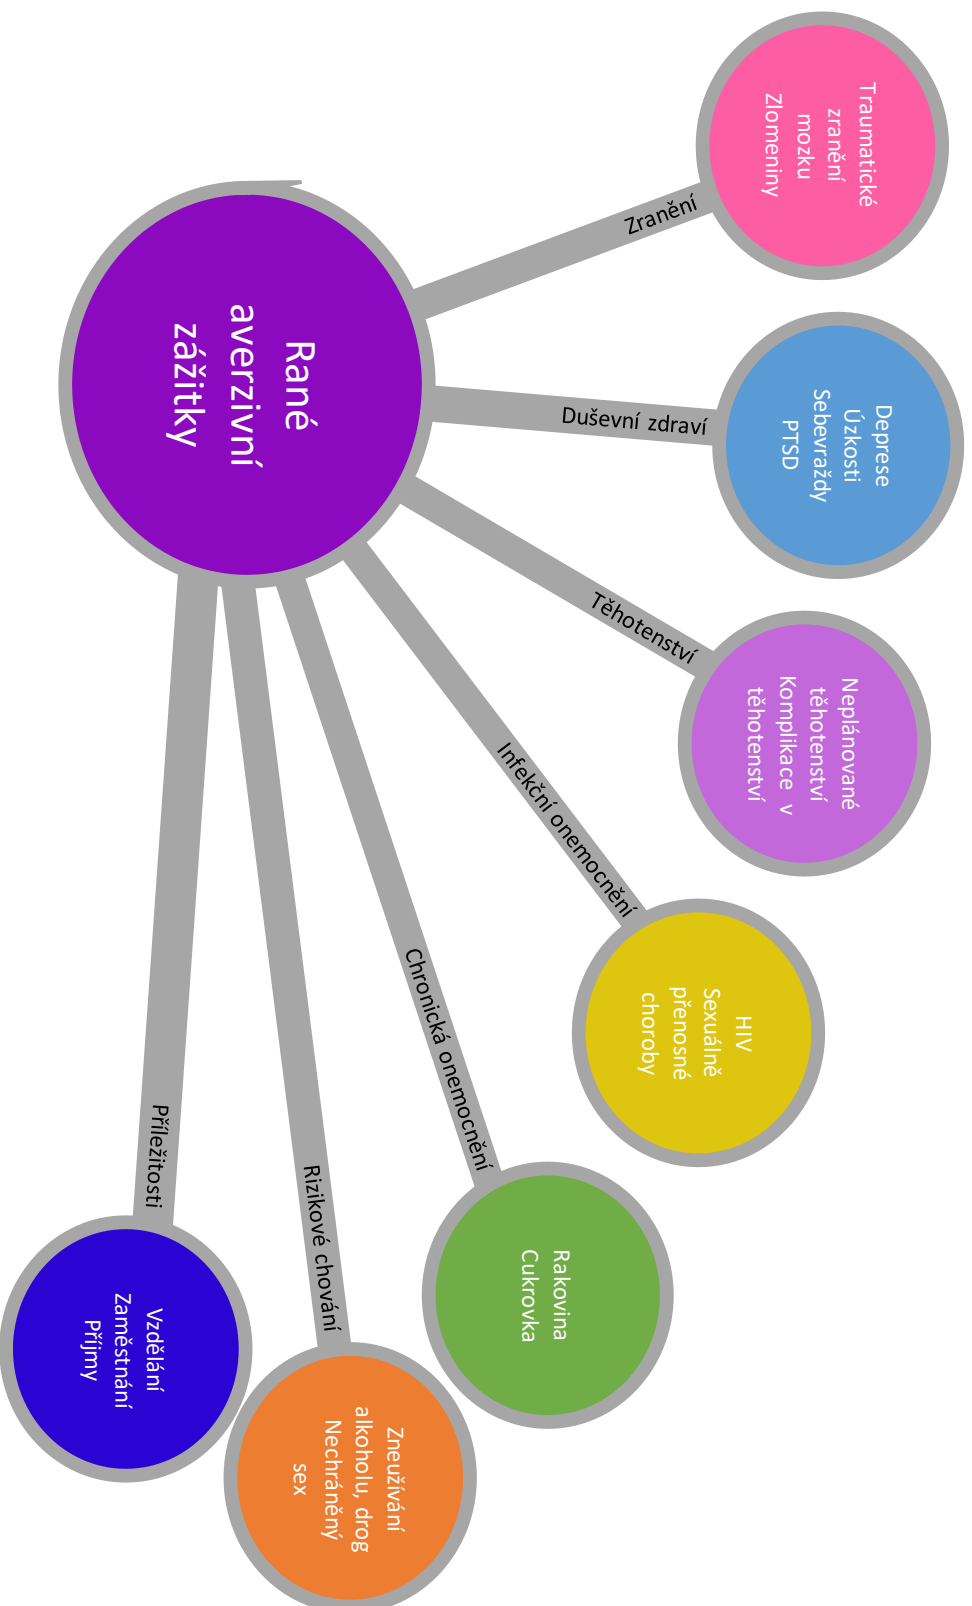 Rané
averzivní
zážitky
Zranění
Traumatické
zranění
mozku
Zlomeniny
Duševní zdraví
Deprese
Úzkosti
Sebevraždy
PTSD
Těhotenství
Neplánované
těhotenství
Komplikace v
těhotenství
Infekční onemocnění
HIV
Sexuálně
přenosné
choroby
Chronická onemocnění
Rakovina
Cukrovka
Rizikové chování
Zneužívání
alkoholu, drog
Nechráněný
sex
Příležitosti
Vzdělání
Zaměstnání
Příjmy